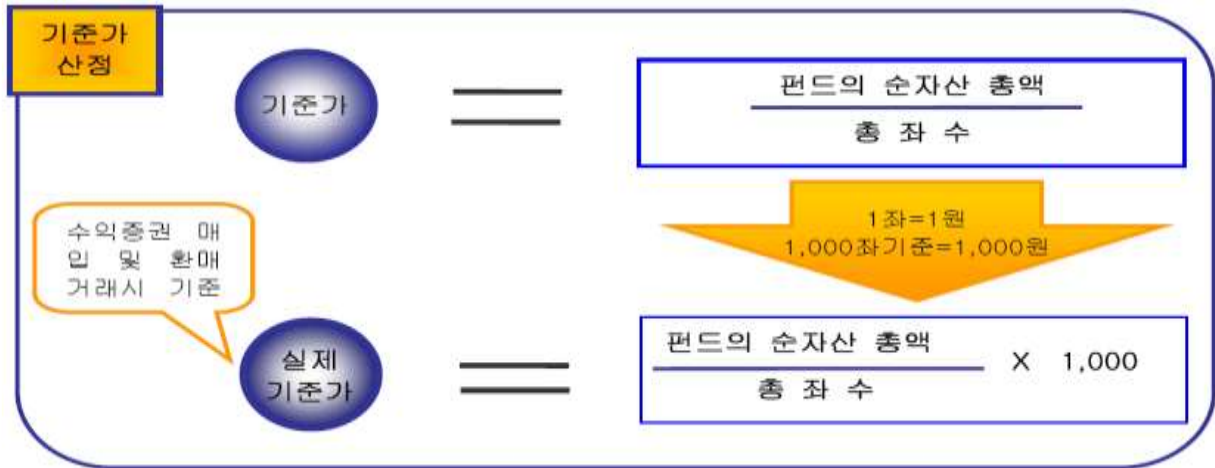 기준가
산정
기준가
펀드의 순자산 총액
총 좌 수
1좌=1원
1,000좌기준=1,000원
수익증권 매
입 및 환매
거래시 기준
실제
기준가
펀드의 순자산 총액
총 좌 수
X 1,000